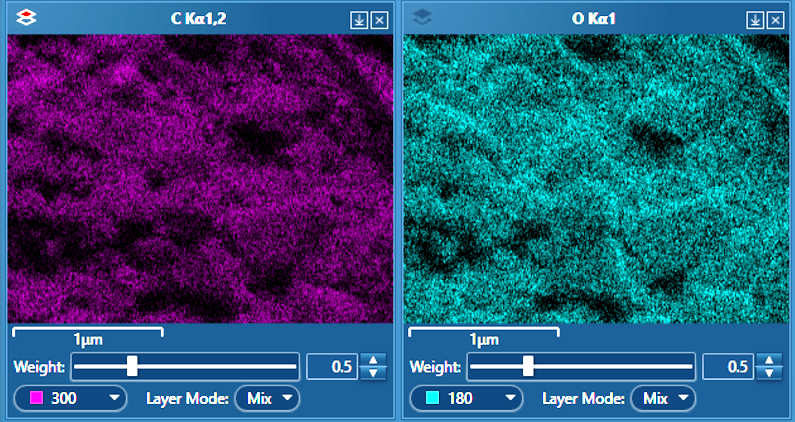 C Kα1,2
1μm
Weight: 0.5
300 Layer Mode: Mix
O Kα1
1μm
Weight: 0.5
180 Layer Mode: Mix